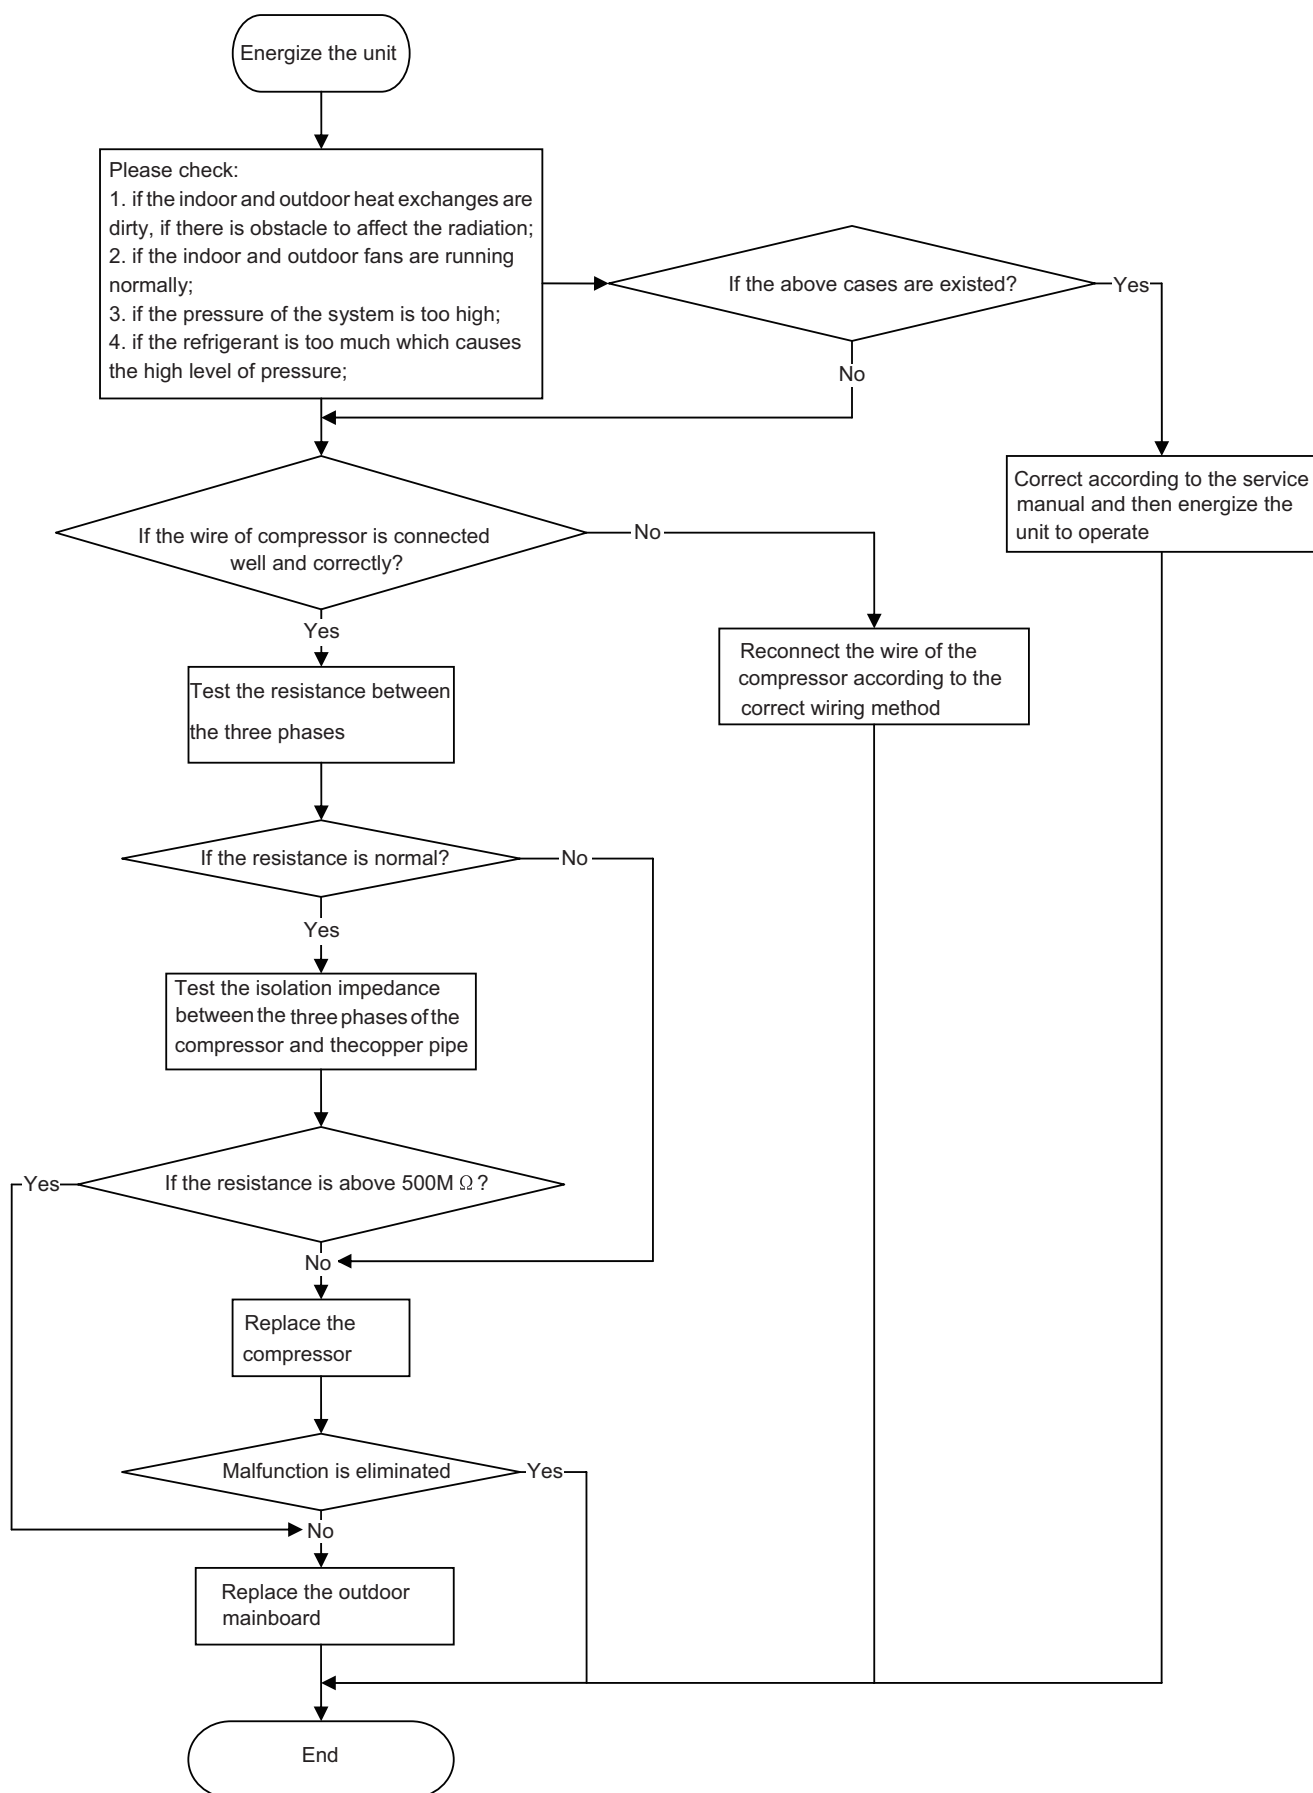 Energize the unit
Please check:
1. if the indoor and outdoor heat exchanges are
dirty, if there is obstacle to affect the radiation;
2. if the indoor and outdoor fans are running
normally;
3. if the pressure of the system is too high;
4. if the refrigerant is too much which causes
the high level of pressure;
If the above cases are existed?
Yes
No
Correct according to the service
manual and then energize the
unit to operate
If the wire of compressor is connected
well and correctly?
No
Yes
Reconnect the wire of the
compressor according to the
correct wiring method
Test the resistance between
the three phases
If the resistance is normal?
No
Yes
Test the isolation impedance
between the three phases of the
compressor and thecopper pipe
If the resistance is above 500M Ω ?
Yes
No
Replace the
compressor
Malfunction is eliminated
Yes
No
Replace the outdoor
mainboard
End